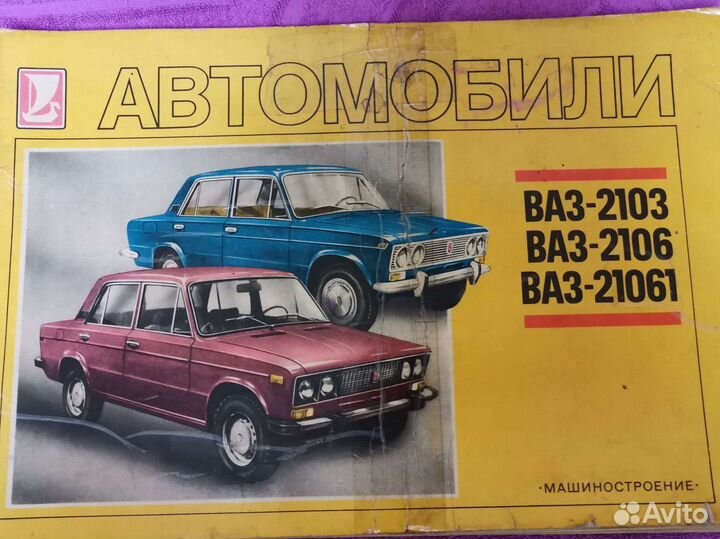 АВТОМОБИЛИ
ВАЗ-2103
ВАЗ-2106
ВАЗ-21061
·МАШИНОСТРОЕНИЕ·
Avito